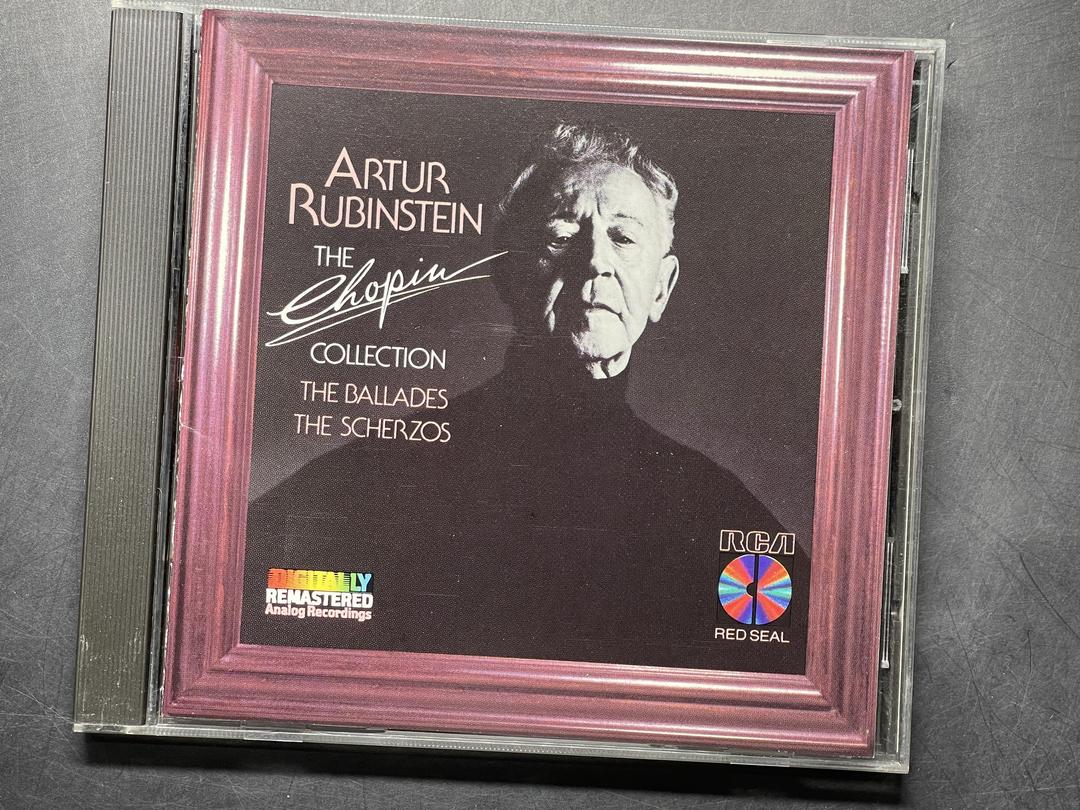 ARTUR
RUBINSTEIN
THE
Chopin
COLLECTION
THE BALLADES
THE SCHERZOS
DIGITALLY
REMASTERED
Analog Recordings
RCA
RED SEAL